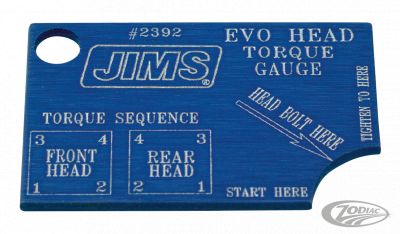 #2392
JIMS®
EVO HEAD
TORQUE
GAUGE
TORQUE SEQUENCE
3 4
FRONT
HEAD
1 2
4 3
REAR
HEAD
2 1
HEAD BOLT HERE
TIGHTEN TO HERE
START HERE
ZODIAC